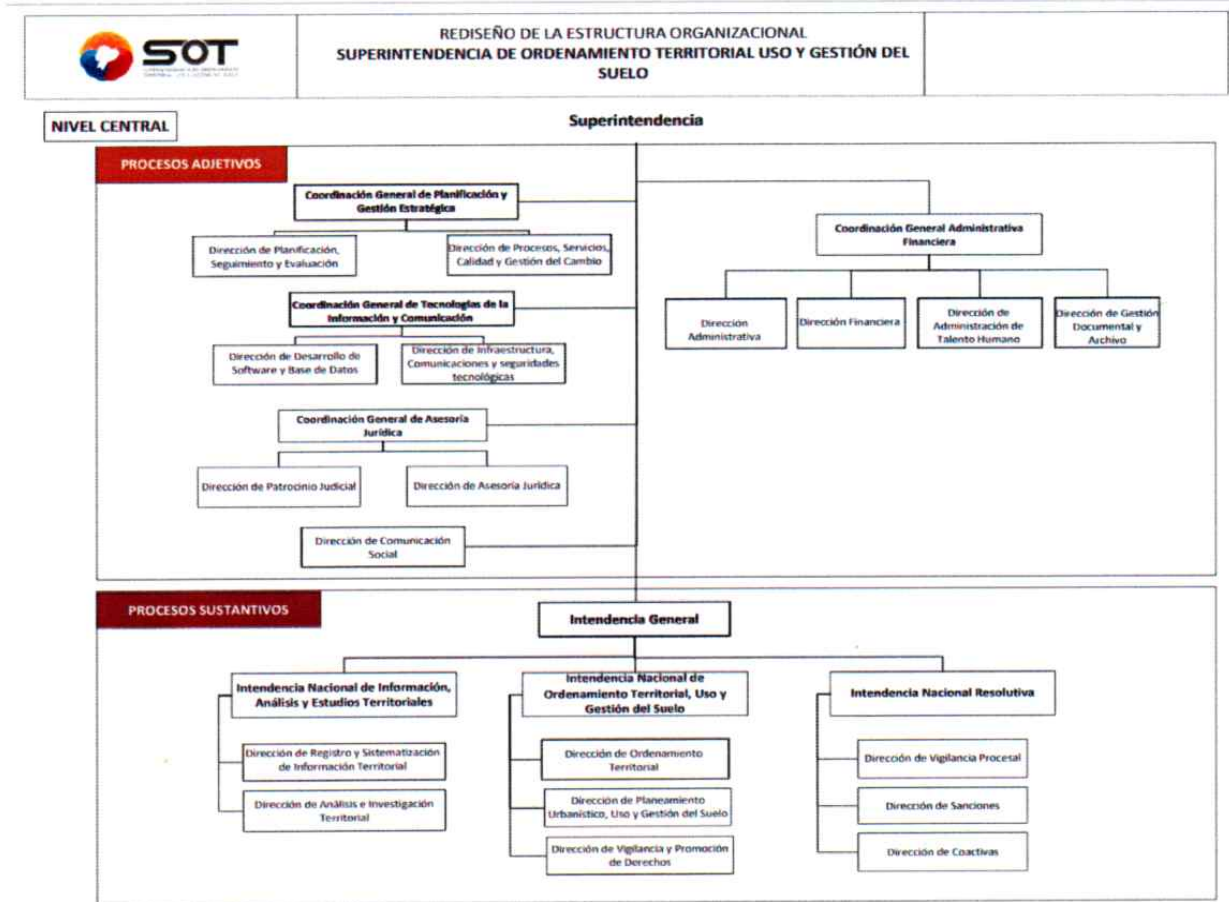 SOT
REDISEÑO DE LA ESTRUCTURA ORGANIZACIONAL
SUPERINTENDENCIA DE ORDENAMIENTO TERRITORIAL USO Y GESTIÓN DEL
SUELO
NIVEL CENTRAL
Superintendencia
PROCESOS ADJETIVOS
Coordinación General de Planificación y
Gestión Estratégica
Dirección de Planificación,
Seguimiento y Evaluación
Dirección de Procesos, Servicios,
Calidad y Gestión del Cambio
Coordinación General Administrativa
Financiera
Dirección
Administrativa
Dirección Financiera
Dirección de
Administración de
Talento Humano
Dirección de Gestión
Documental y
Archivo
Coordinación General de Tecnologías de la
Información y Comunicación
Dirección de Desarrollo de
Software y Base de Datos
Dirección de Infraestructura,
Comunicaciones y seguridades
tecnológicas
Coordinación General de Asesoría
Jurídica
Dirección de Patrocinio Judicial
Dirección de Asesoría Jurídica
Dirección de Comunicación
Social
PROCESOS SUSTANTIVOS
Intendencia General
Intendencia Nacional de Información,
Análisis y Estudios Territoriales
Dirección de Registro y Sistematización
de Información Territorial
Dirección de Análisis e Investigación
Territorial
Intendencia Nacional de
Ordenamiento Territorial, Uso y
Gestión del Suelo
Dirección de Ordenamiento
Territorial
Dirección de Planeamiento
Urbanístico, Uso y Gestión del Suelo
Dirección de Vigilancia y Promoción
de Derechos
Intendencia Nacional Resolutiva
Dirección de Vigilancia Procesal
Dirección de Sanciones
Dirección de Coactivas